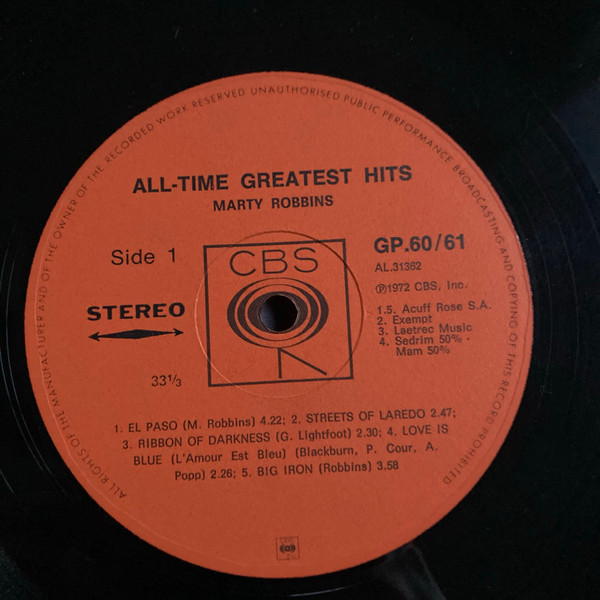 ALL RIGHTS OF THE MANUFACTURER AND OF THE OWNER OF THE RECORDED WORK RESERVED UNAUTHORISED PUBLIC PERFORMANCE BROADCASTING AND COPYING OF THIS RECORD PROHIBITED
ALL-TIME GREATEST HITS
MARTY ROBBINS
Side 1
CBS
GP.60/61
AL.31362
℗1972 CBS, Inc.
STEREO
1.5. Acuff Rose S.A.
2. Exempt
3. Laetrec Music
4. Sedrim 50% -
Mam 50%
33⅓
1. EL PASO (M. Robbins) 4.22; 2. STREETS OF LAREDO 2.47;
3. RIBBON OF DARKNESS (G. Lightfoot) 2.30; 4. LOVE IS
BLUE (L'Amour Est Bleu) (Blackburn, P. Cour, A.
Popp) 2.26; 5. BIG IRON (Robbins) 3.58